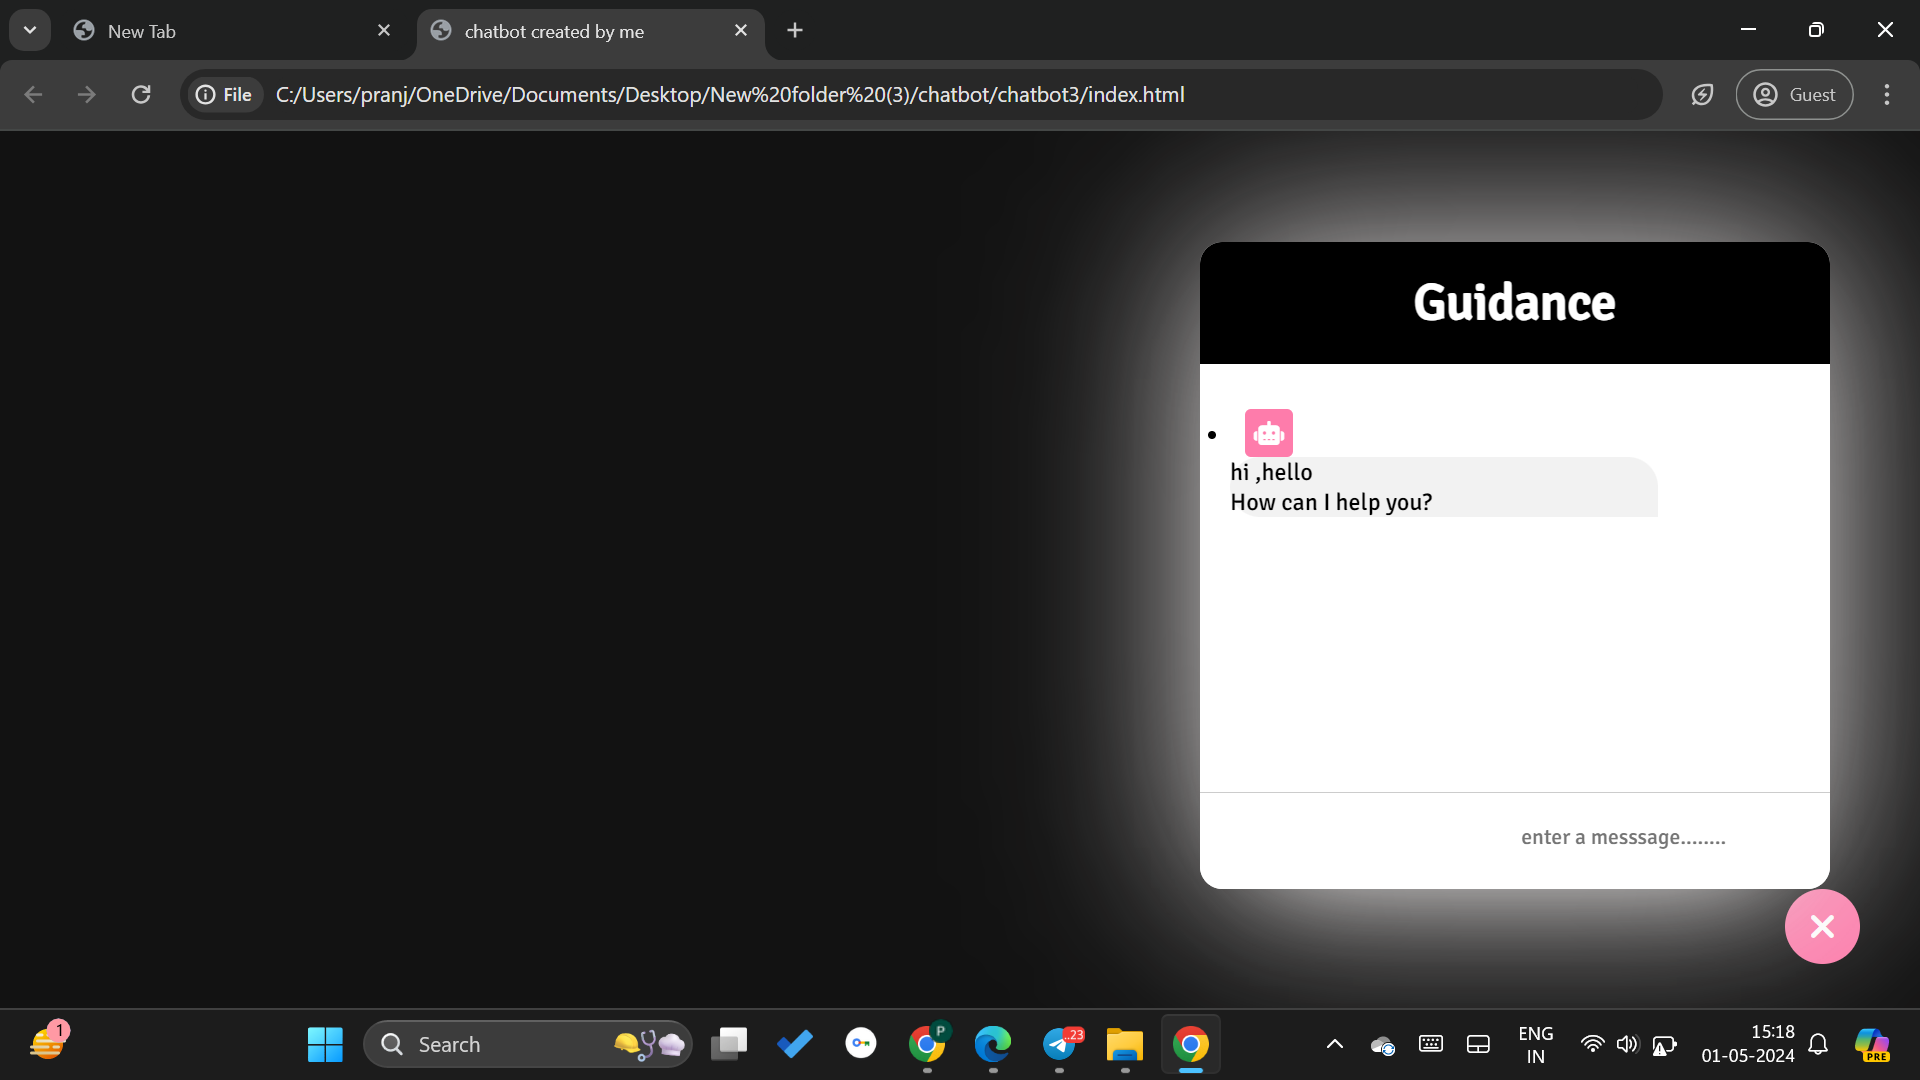 New Tab
chatbot created by me
File
C:/Users/pranj/OneDrive/Documents/Desktop/New%20folder%20(3)/chatbot/chatbot3/index.html
Guest
Guidance
hi ,hello
How can I help you?
enter a messsage........
1
Search
P
..23
ENG
IN
15:18
01-05-2024
PRE